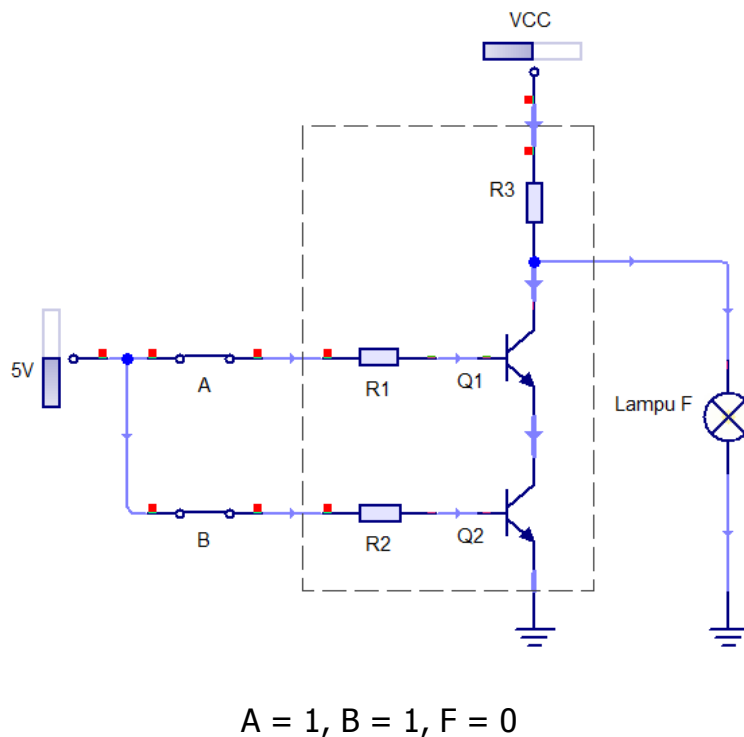 VCC
R3
5V
A
R1
Q1
Lampu F
B
R2
Q2
A = 1, B = 1, F = 0